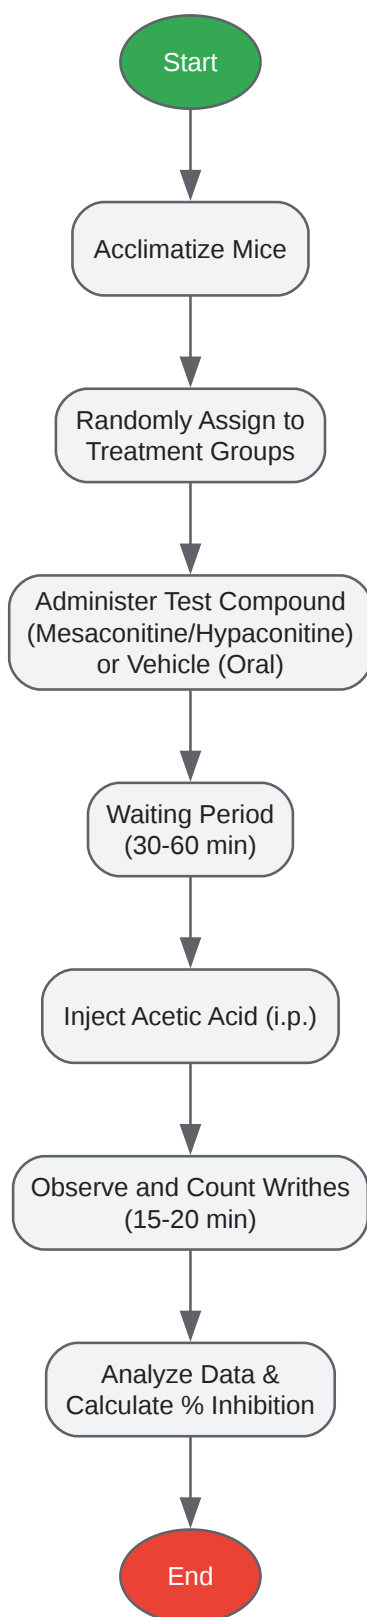 Start
Acclimatize Mice
Randomly Assign to
Treatment Groups
Administer Test Compound
(Mesaconitine/Hypaconitine)
or Vehicle (Oral)
Waiting Period
(30-60 min)
Inject Acetic Acid (i.p.)
Observe and Count Writhes
(15-20 min)
Analyze Data &
Calculate % Inhibition
End